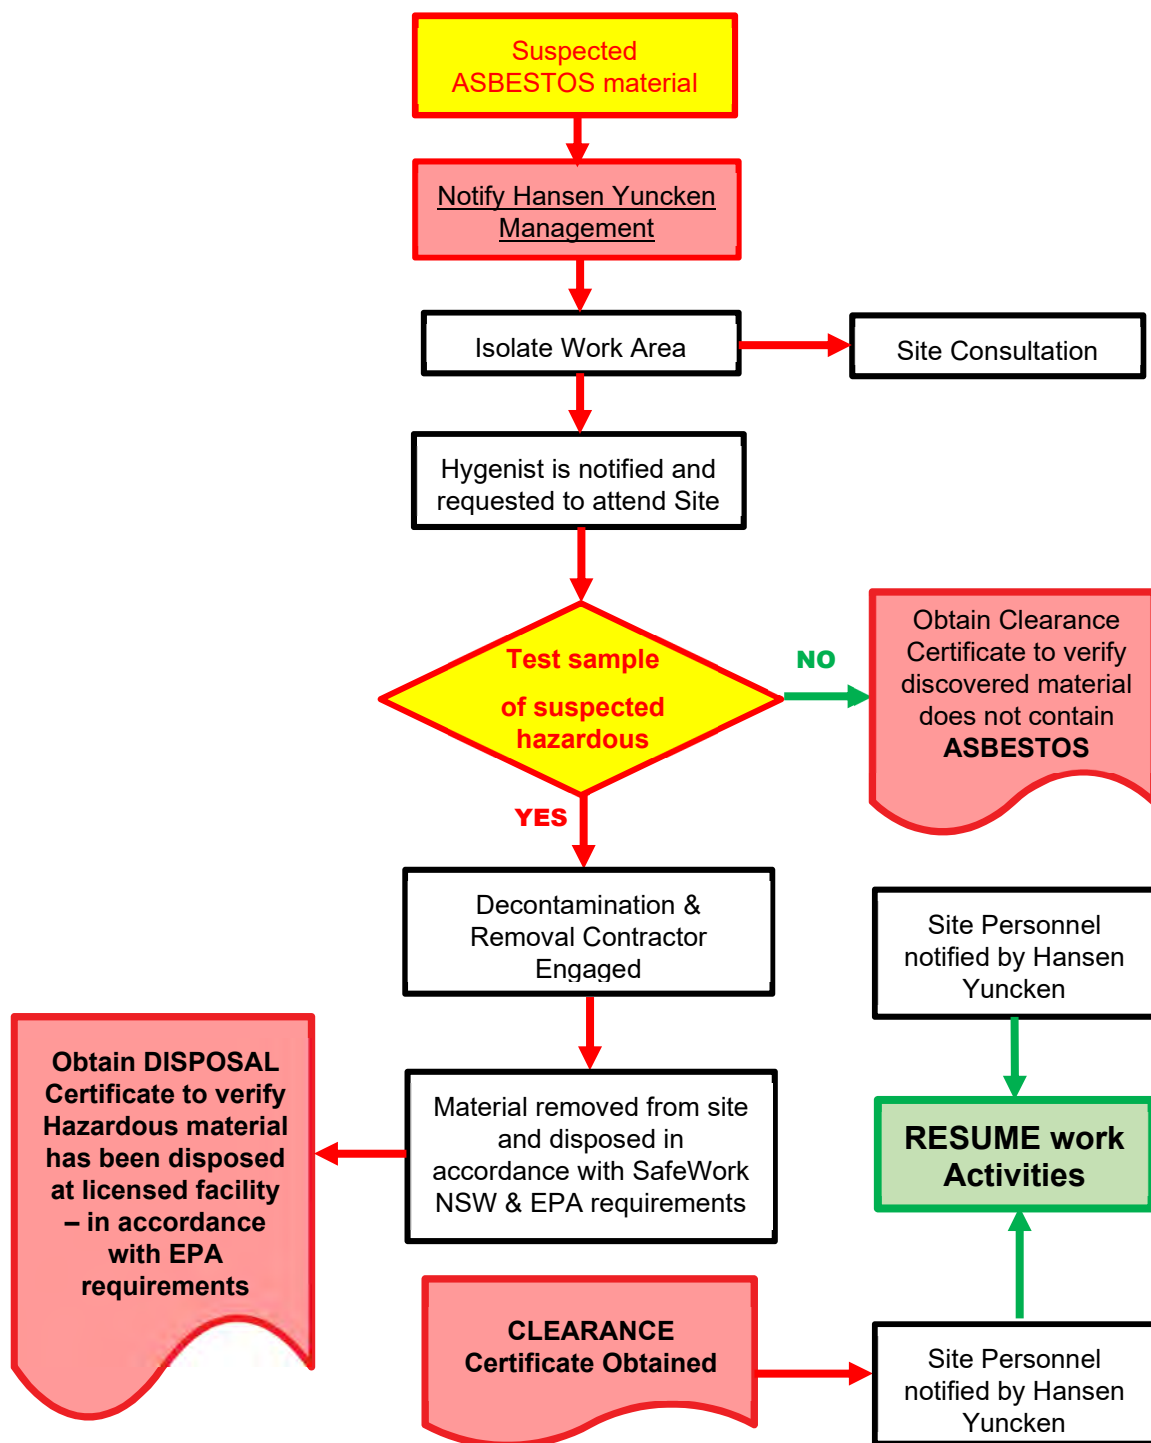 Suspected
ASBESTOS material
Notify Hansen Yuncken
Management
Isolate Work Area
Site Consultation
Hygenist is notified and
requested to attend Site
Test sample
of suspected
hazardous
NO
Obtain Clearance
Certificate to verify
discovered material
does not contain
ASBESTOS
YES
Decontamination &
Removal Contractor
Engaged
Site Personnel
notified by Hansen
Yuncken
Obtain DISPOSAL
Certificate to verify
Hazardous material
has been disposed
at licensed facility
– in accordance
with EPA
requirements
Material removed from site
and disposed in
accordance with SafeWork
NSW & EPA requirements
RESUME work
Activities
CLEARANCE
Certificate Obtained
Site Personnel
notified by Hansen
Yuncken